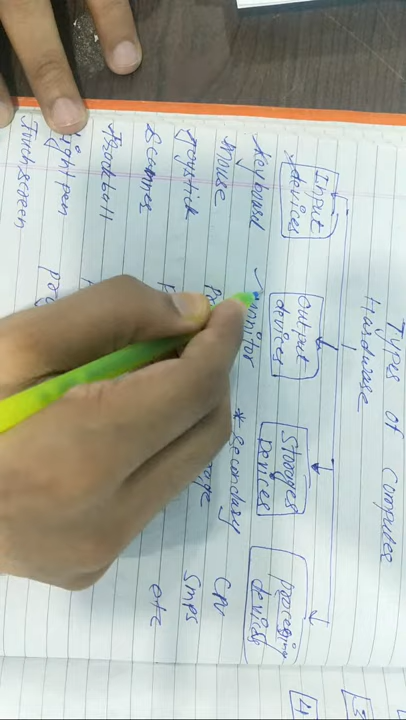 Types of Computer
Hardware
Input
devices
Output
devices
Storages
Devices
Processing
devices
Keyboard
mouse
Joystick
Scanner
Trackball
Light pen
Touch Screen
Monitor
* Secondary
CPU
Smps
etc